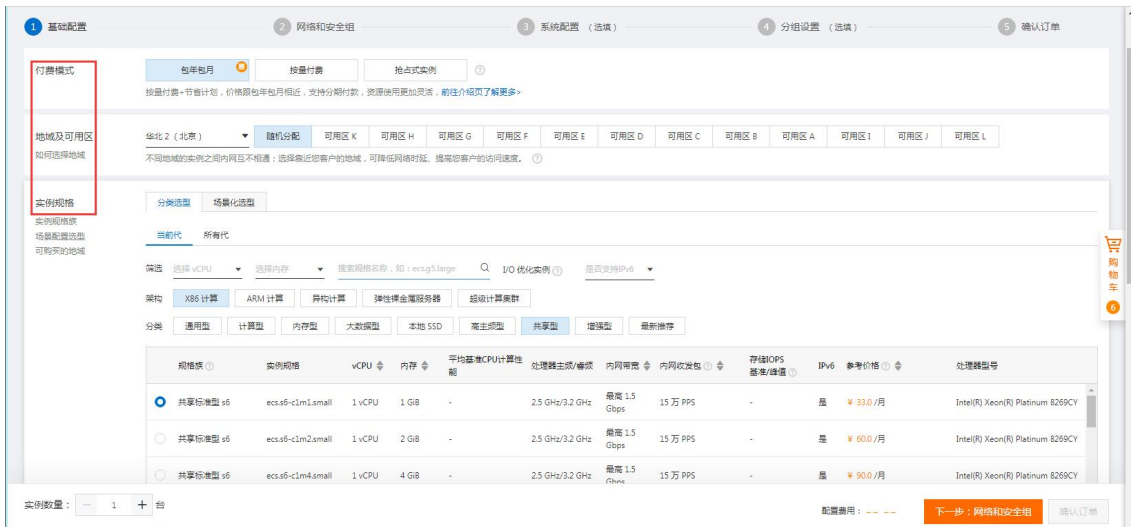 1 基础配置 2 网络和安全组 3 系统配置 （选填） 4 分组设置 （选填） 5 确认订单
付费模式 包年包月 按量付费 抢占式实例
按量付费+节省计划，价格跟包年包月相近，支持分期付款，资源使用更加灵活，前往介绍页了解更多>
地域及可用区 华北 2 （北京） 随机分配 可用区 K 可用区 H 可用区 G 可用区 F 可用区 E 可用区 D 可用区 C 可用区 B 可用区 A 可用区 I 可用区 J 可用区 L
如何选择地域 不同地域的实例之间内网互不相通；选择靠近您客户的地域，可降低网络时延、提高您客户的访问速度。
实例规格 分类选型 场景化选型
实例规格族
场景配置选型 当前代 所有代
可购买的地域
筛选 选择 vCPU 选择内存 搜索规格名称，如：ecs.g5.large I/O 优化实例 是否支持IPv6
架构 X86 计算 ARM 计算 异构计算 弹性裸金属服务器 超级计算集群
分类 通用型 计算型 内存型 大数据型 本地 SSD 高主频型 共享型 增强型 最新推荐
规格族 实例规格 vCPU 内存 平均基准CPU计算性能 处理器主频/睿频 内网带宽 内网收发包 存储IOPS 基准/峰值 IPv6 参考价格 处理器型号
共享标准型 s6 ecs.s6-c1m1.small 1 vCPU 1 GiB - 2.5 GHz/3.2 GHz 最高 1.5 Gbps 15 万 PPS - 是 ¥ 33.0 /月 Intel(R) Xeon(R) Platinum 8269CY
共享标准型 s6 ecs.s6-c1m2.small 1 vCPU 2 GiB - 2.5 GHz/3.2 GHz 最高 1.5 Gbps 15 万 PPS - 是 ¥ 60.0 /月 Intel(R) Xeon(R) Platinum 8269CY
共享标准型 s6 ecs.s6-c1m4.small 1 vCPU 4 GiB - 2.5 GHz/3.2 GHz 最高 1.5 Gbps 15 万 PPS - 是 ¥ 90.0 /月 Intel(R) Xeon(R) Platinum 8269CY
购物车 6
实例数量： － 1 + 台 配置费用： -- -- 下一步：网络和安全组 确认订单